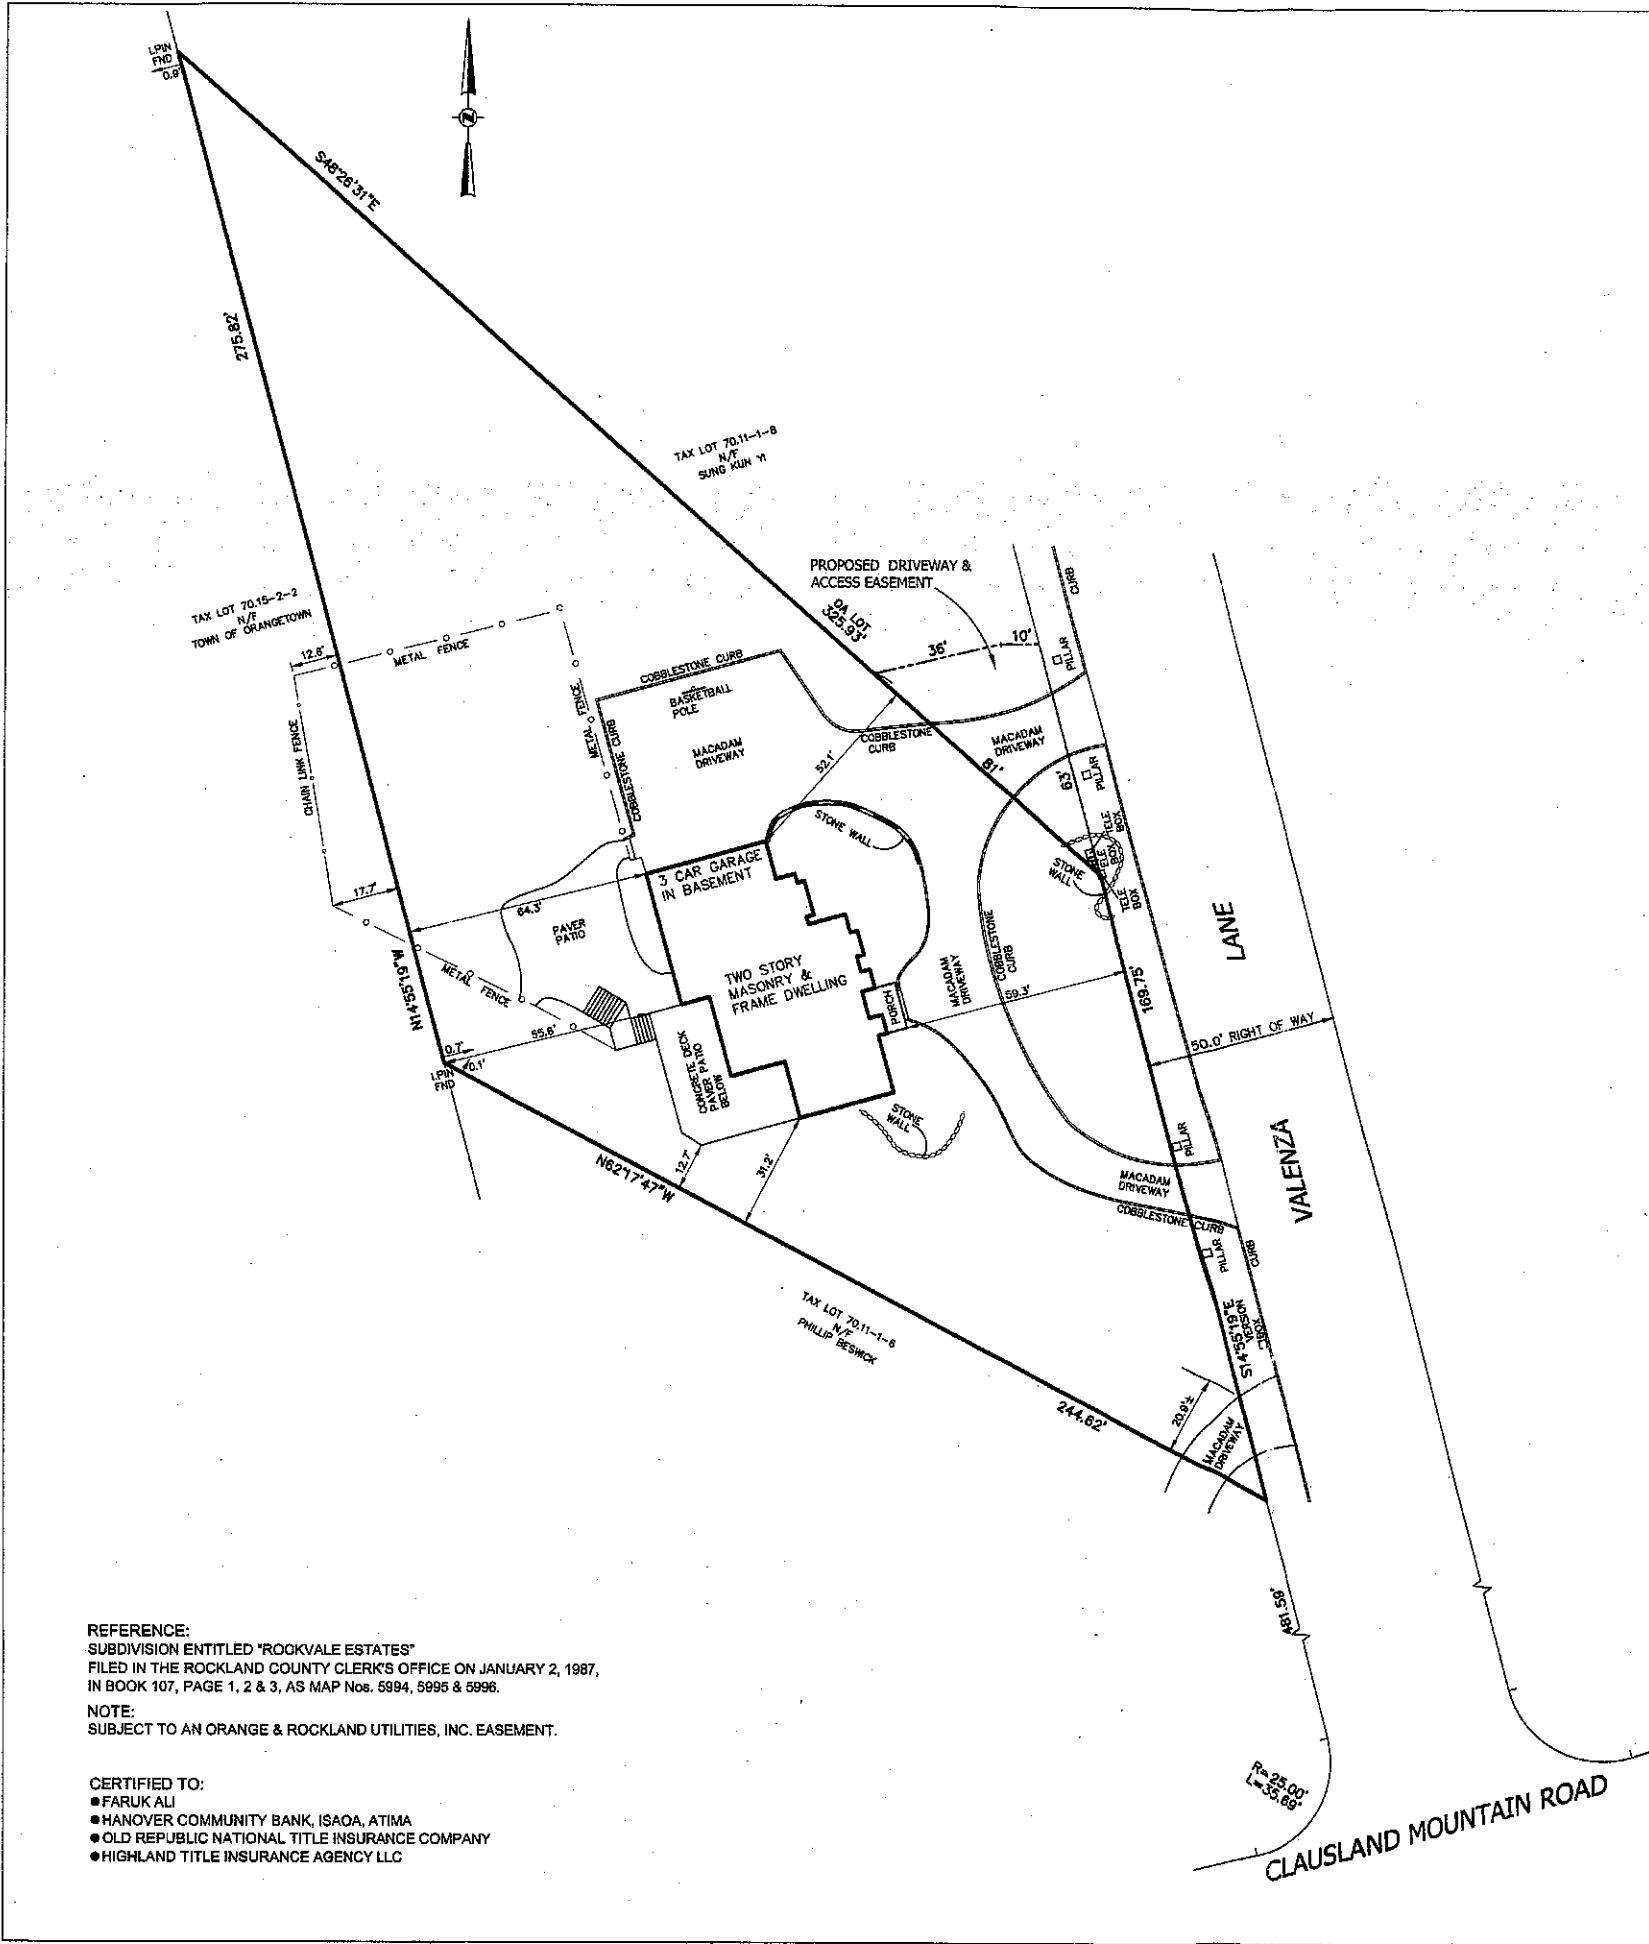 I.PIN
FND
0.9'
N
S48°26'31"E
275.82'
TAX LOT 70.11-1-8
N/F
SUNG KUN YI
PROPOSED DRIVEWAY &
ACCESS EASEMENT
DA LOT
325.93'
36'
10'
CURB
PILLAR
TAX LOT 70.15-2-2
N/F
TOWN OF ORANGETOWN
12.8'
METAL FENCE
COBBLESTONE CURB
BASKETBALL
POLE
METAL FENCE
COBBLESTONE CURB
MACADAM
DRIVEWAY
COBBLESTONE
CURB
MACADAM
DRIVEWAY
CHAIN LINK FENCE
52.1'
81'
63'
PILLAR
STONE WALL
TELE
BOX
TELE
BOX
STONE
WALL
TELE
BOX
3 CAR GARAGE
IN BASEMENT
17.7'
64.3'
PAVER
PATIO
COBBLESTONE
CURB
LANE
N14°55'19"W
METAL FENCE
TWO STORY
MASONRY &
FRAME DWELLING
MACADAM
DRIVEWAY
PORCH
59.3'
169.75'
50.0' RIGHT OF WAY
55.6'
0.7'
0.1'
I.PIN
FND
CONCRETE DECK
PAVER PATIO
BELOW
STONE
WALL
PILLAR
VALENZA
N62°17'47"W
12.7'
31.2'
MACADAM
DRIVEWAY
COBBLESTONE CURB
PILLAR
CURB
TAX LOT 70.11-1-6
N/F
PHILLIP BESWICK
S14°55'19"E
BOX
244.62'
20.9'±
MACADAM
DRIVEWAY
481.59'
REFERENCE:
SUBDIVISION ENTITLED "ROCKVALE ESTATES"
FILED IN THE ROCKLAND COUNTY CLERK'S OFFICE ON JANUARY 2, 1987,
IN BOOK 107, PAGE 1, 2 & 3, AS MAP Nos. 5994, 5995 & 5996.
NOTE:
SUBJECT TO AN ORANGE & ROCKLAND UTILITIES, INC. EASEMENT.
CERTIFIED TO:
●FARUK ALI
●HANOVER COMMUNITY BANK, ISAOA, ATIMA
●OLD REPUBLIC NATIONAL TITLE INSURANCE COMPANY
●HIGHLAND TITLE INSURANCE AGENCY LLC
R=25.00'
L=35.69'
CLAUSLAND MOUNTAIN ROAD